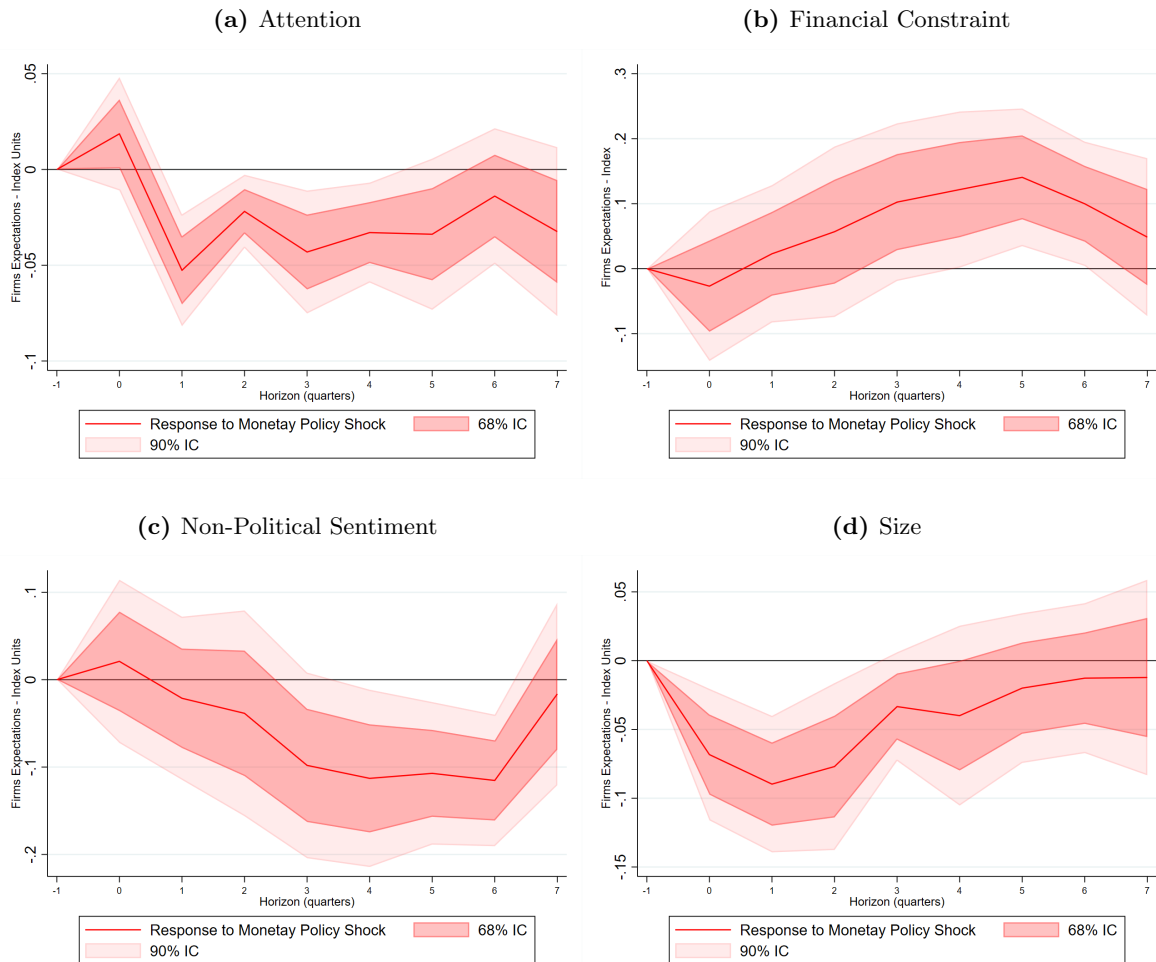 (a) Attention
Firms Expectations - Index Units
.05
0
-.05
-.1
-1 0 1 2 3 4 5 6 7
Horizon (quarters)
Response to Monetay Policy Shock 68% IC
90% IC
(b) Financial Constraint
Firms Expectations - Index
.3
.2
.1
0
-.1
-1 0 1 2 3 4 5 6 7
Horizon (quarters)
Response to Monetay Policy Shock 68% IC
90% IC
(c) Non-Political Sentiment
Firms Expectations - Index Units
.1
0
-.1
-.2
-1 0 1 2 3 4 5 6 7
Horizon (quarters)
Response to Monetay Policy Shock 68% IC
90% IC
(d) Size
Firms Expectations - Index Units
.05
0
-.05
-.1
-.15
-1 0 1 2 3 4 5 6 7
Horizon (quarters)
Response to Monetay Policy Shock 68% IC
90% IC